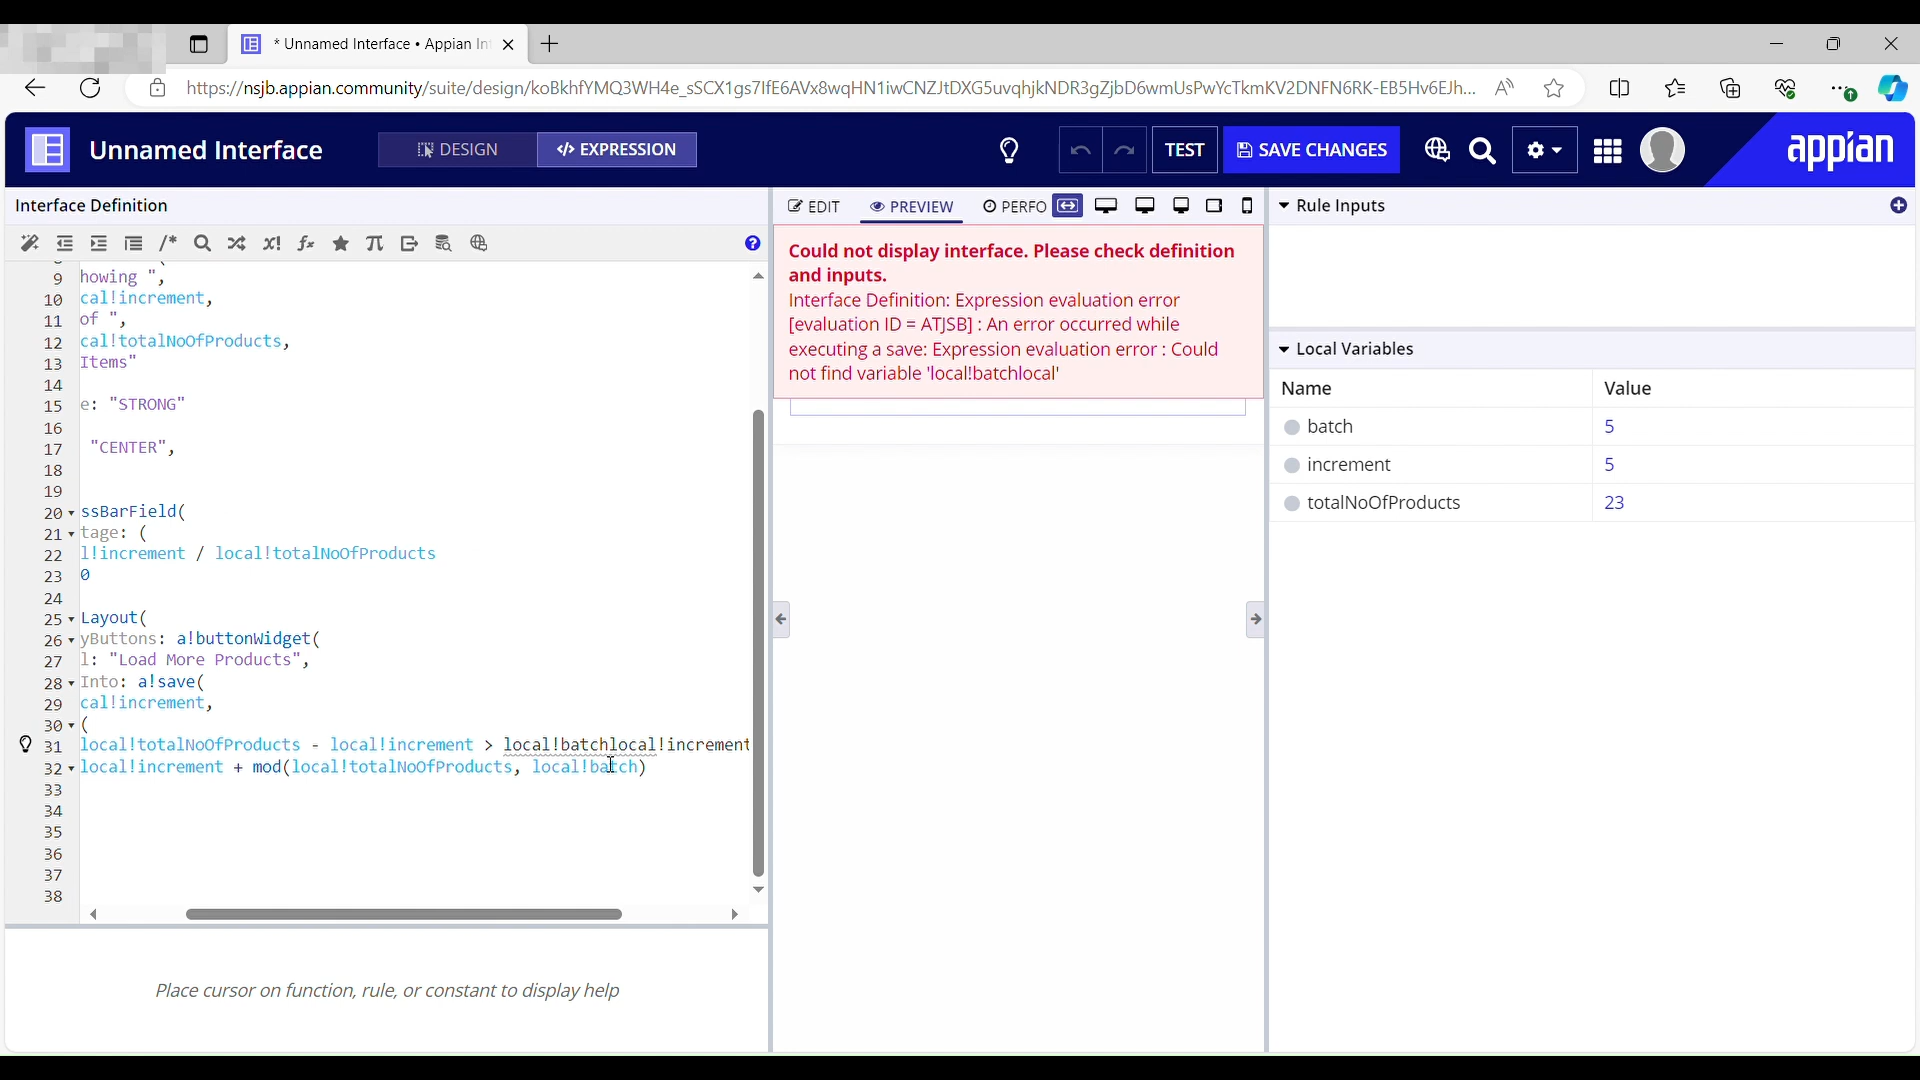 * Unnamed Interface • Appian In
https://nsjb.appian.community/suite/design/koBkhfYMQ3WH4e_sSCX1gs7IfE6AVx8wqHN1iwCNZJtDXG5uvqhjkNDR3gZjbD6wmUsPwYcTkmKV2DNFN6RK-EB5Hv6EJh...
Unnamed Interface
DESIGN
</> EXPRESSION
TEST
SAVE CHANGES
appian
Interface Definition
EDIT
PREVIEW
PERFO
Rule Inputs
9 howing ",
10 cal!increment,
11 of ",
12 cal!totalNoOfProducts,
13 Items"
14
15 e: "STRONG"
16
17 "CENTER",
18
19
20 ssBarField(
21 tage: (
22 l!increment / local!totalNoOfProducts
23 0
24
25 Layout(
26 yButtons: a!buttonWidget(
27 l: "Load More Products",
28 Into: a!save(
29 cal!increment,
30 (
31 local!totalNoOfProducts - local!increment > local!batchlocal!increment
32 local!increment + mod(local!totalNoOfProducts, local!batch)
33
34
35
36
37
38
Place cursor on function, rule, or constant to display help
Could not display interface. Please check definition
and inputs.
Interface Definition: Expression evaluation error
[evaluation ID = ATJSB] : An error occurred while
executing a save: Expression evaluation error : Could
not find variable 'local!batchlocal'
Local Variables
Name Value
batch 5
increment 5
totalNoOfProducts 23